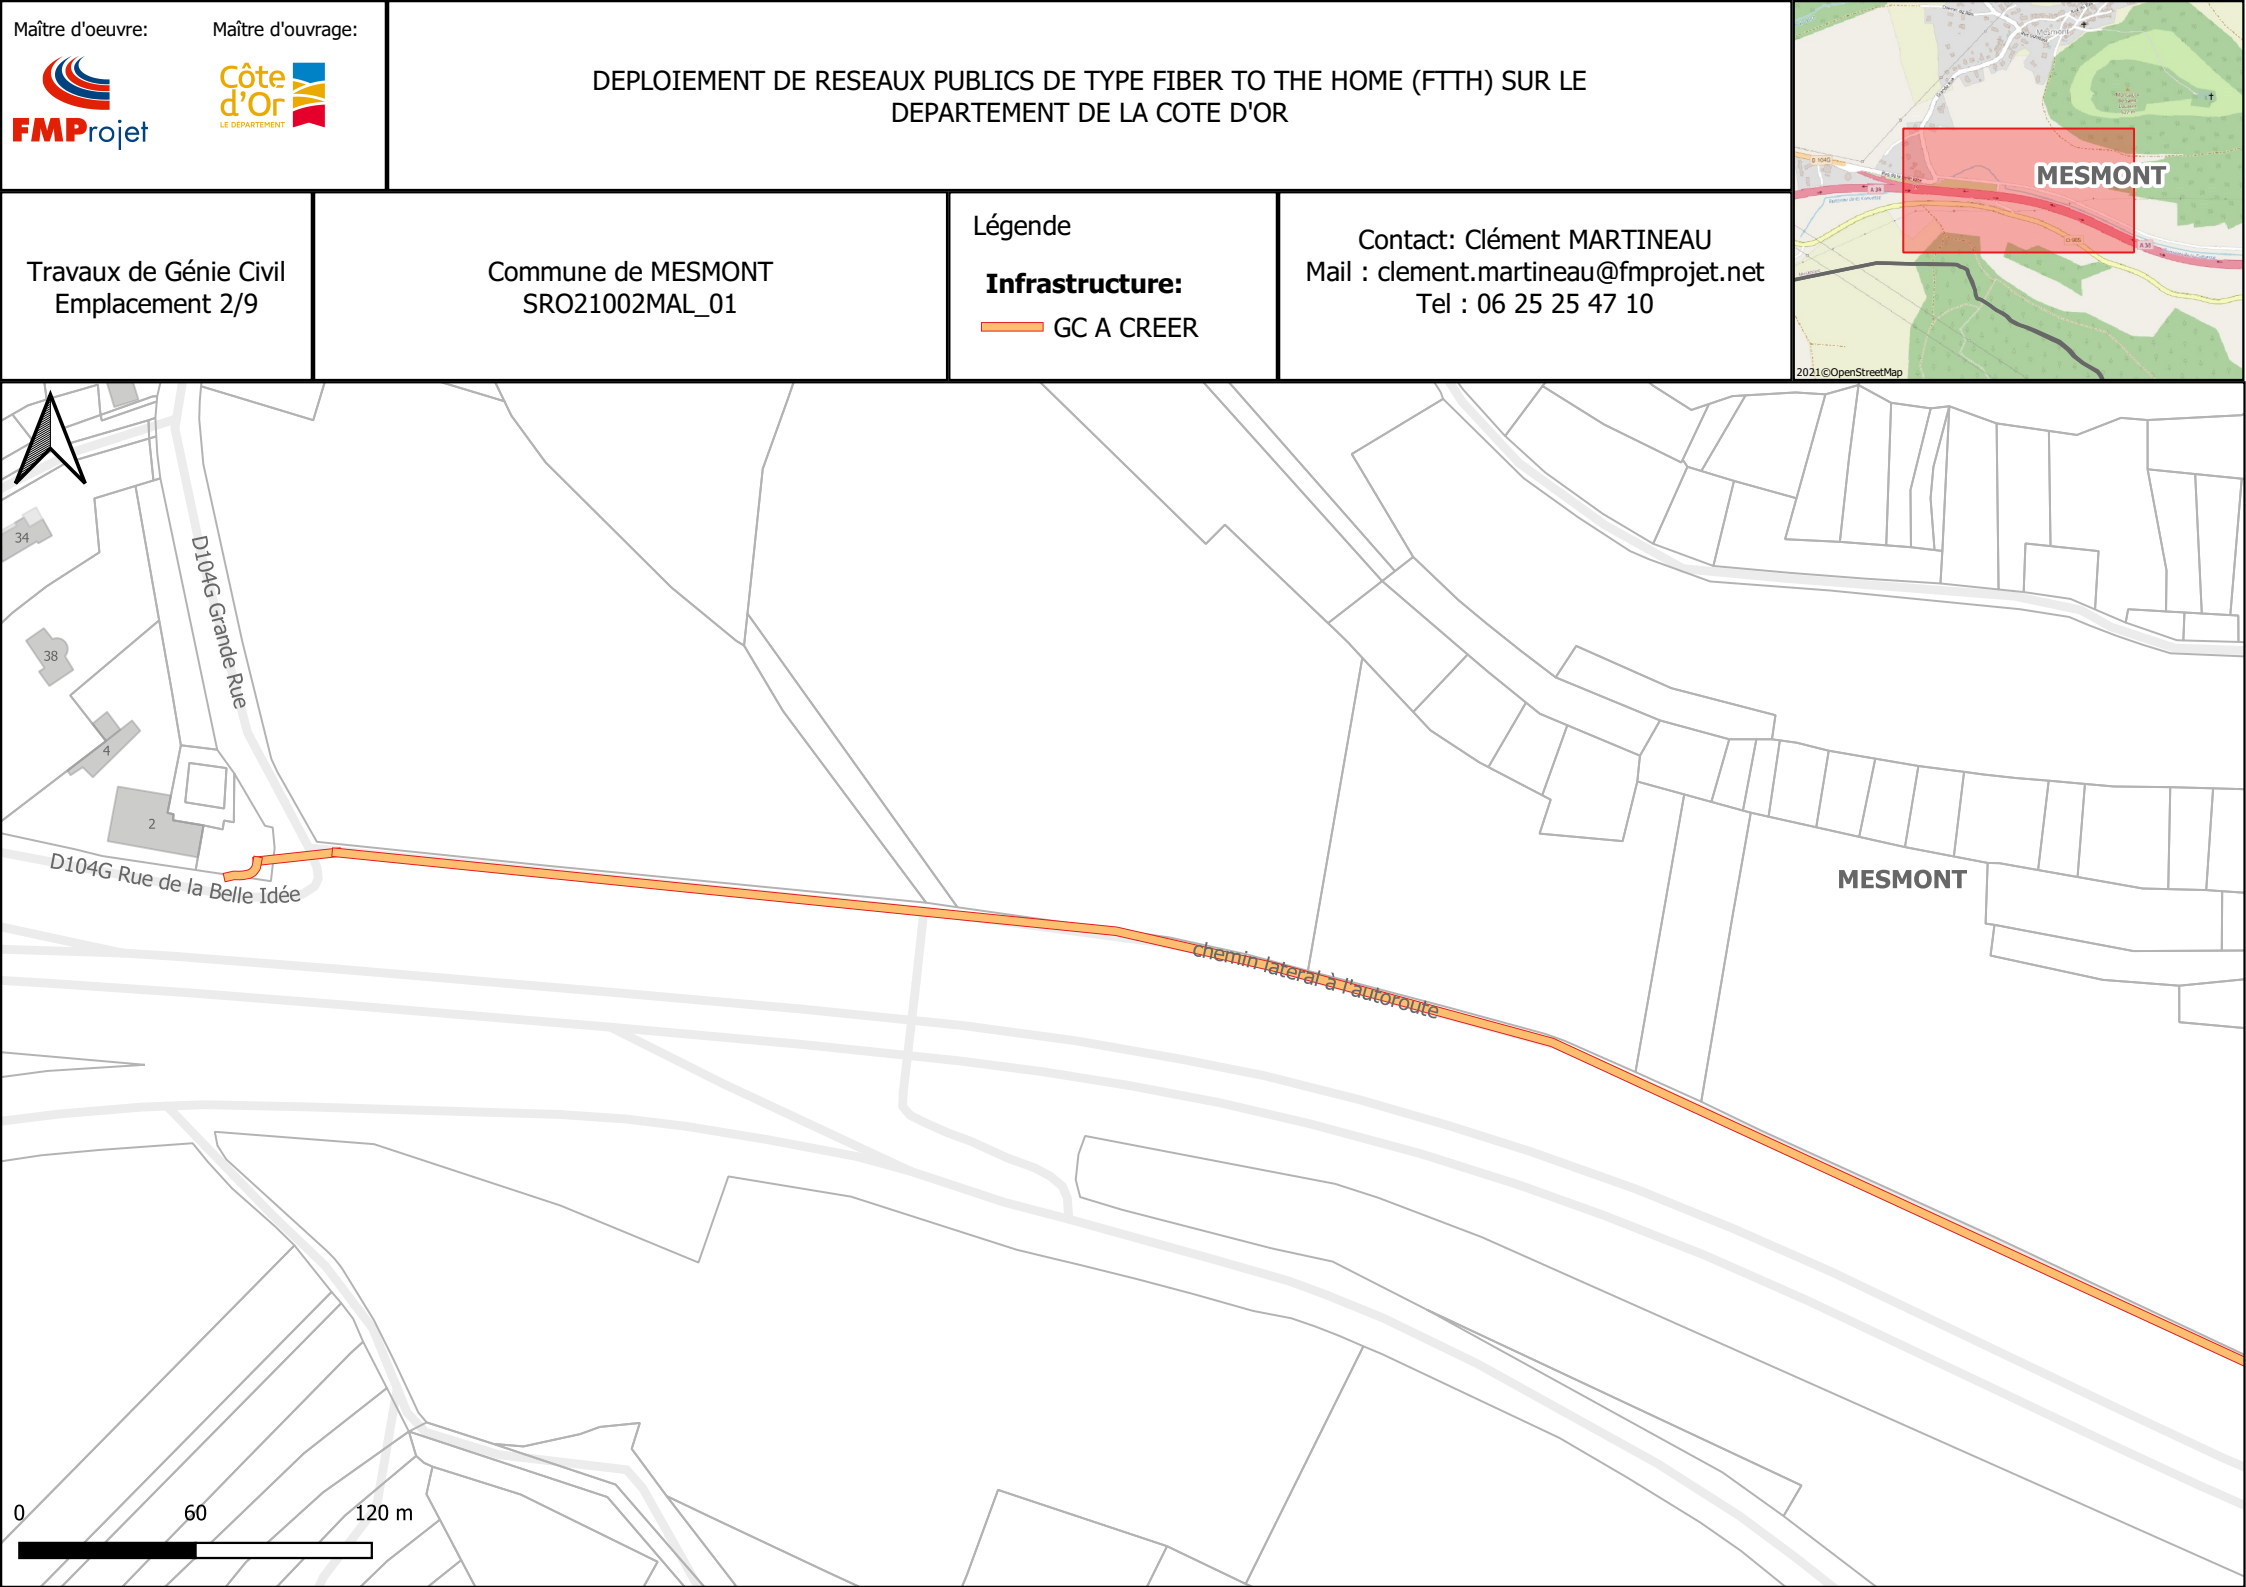 Maître d'oeuvre:
Maître d'ouvrage:
FMProjet
Côte
d'Or
LE DÉPARTEMENT
DEPLOIEMENT DE RESEAUX PUBLICS DE TYPE FIBER TO THE HOME (FTTH) SUR LE
DEPARTEMENT DE LA COTE D'OR
Travaux de Génie Civil
Emplacement 2/9
Commune de MESMONT
SRO21002MAL_01
Légende
Infrastructure:
GC A CREER
Contact: Clément MARTINEAU
Mail : clement.martineau@fmprojet.net
Tel : 06 25 25 47 10
Mesmont
MESMONT
A 38
A 38
2021©OpenStreetMap
34
D104G Grande Rue
38
4
2
D104G Rue de la Belle Idée
MESMONT
chemin lateral à l'autoroute
0
60
120 m